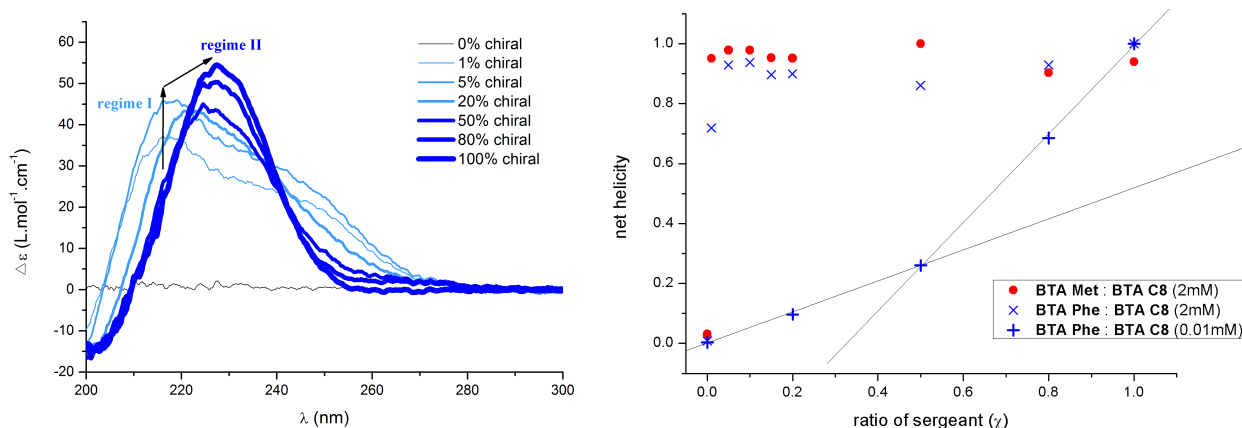 60
50
40
30
20
10
0
-10
-20
200
220
240
260
280
300
△ε (L.mol⁻¹.cm⁻¹)
λ (nm)
regime I
regime II
0% chiral
1% chiral
5% chiral
20% chiral
50% chiral
80% chiral
100% chiral
1.0
0.8
0.6
0.4
0.2
0.0
0.0
0.2
0.4
0.6
0.8
1.0
net helicity
ratio of sergeant (χ)
BTA Met : BTA C8 (2mM)
BTA Phe : BTA C8 (2mM)
BTA Phe : BTA C8 (0.01mM)